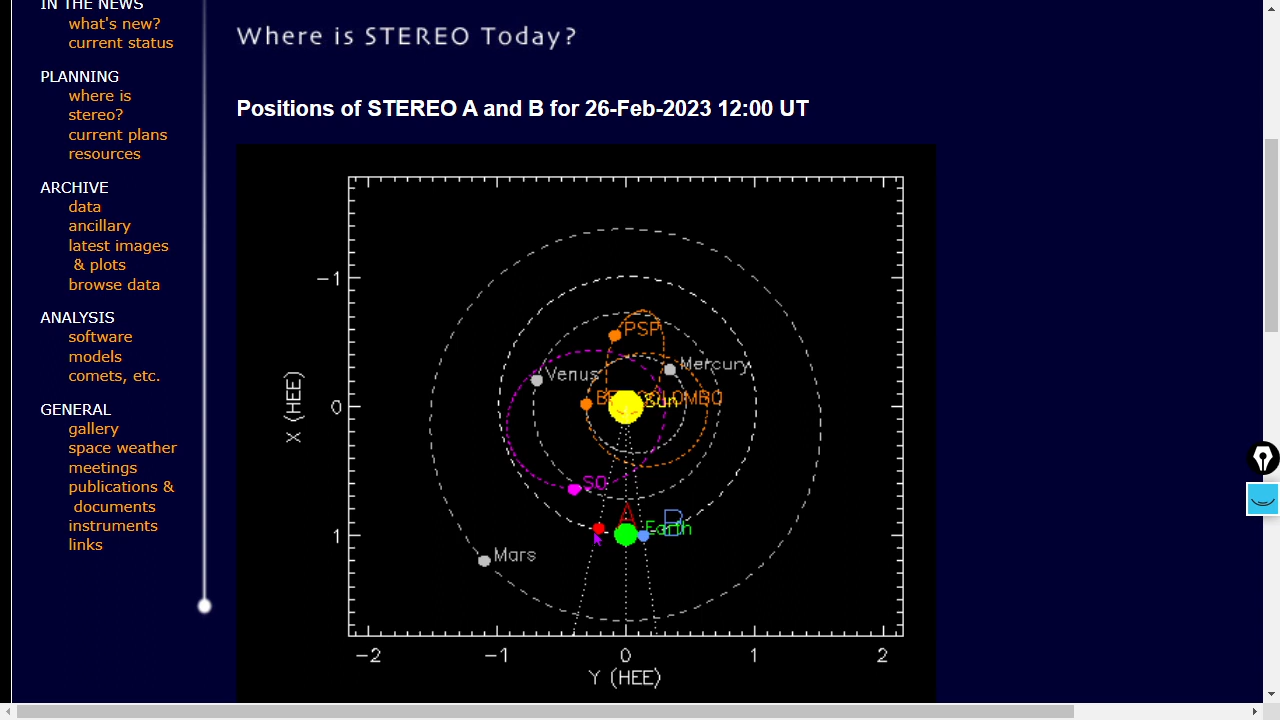 IN THE NEWS
what's new?
current status
PLANNING
where is
stereo?
current plans
resources
ARCHIVE
data
ancillary
latest images
& plots
browse data
ANALYSIS
software
models
comets, etc.
GENERAL
gallery
space weather
meetings
publications &
documents
instruments
links
Where is STEREO Today?
Positions of STEREO A and B for 26-Feb-2023 12:00 UT
−1
PSP
Mercury
Venus
X (HEE)
0
BEPICOLOMBO
Sun
SO
A
B
Earth
1
Mars
−2
−1
0
1
2
Y (HEE)